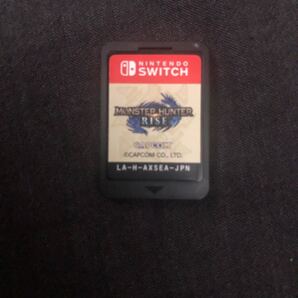 NINTENDO
SWITCH
MONSTER HUNTER
RISE
CAPCOM
©CAPCOM CO., LTD.
LA-H-AXSEA-JPN